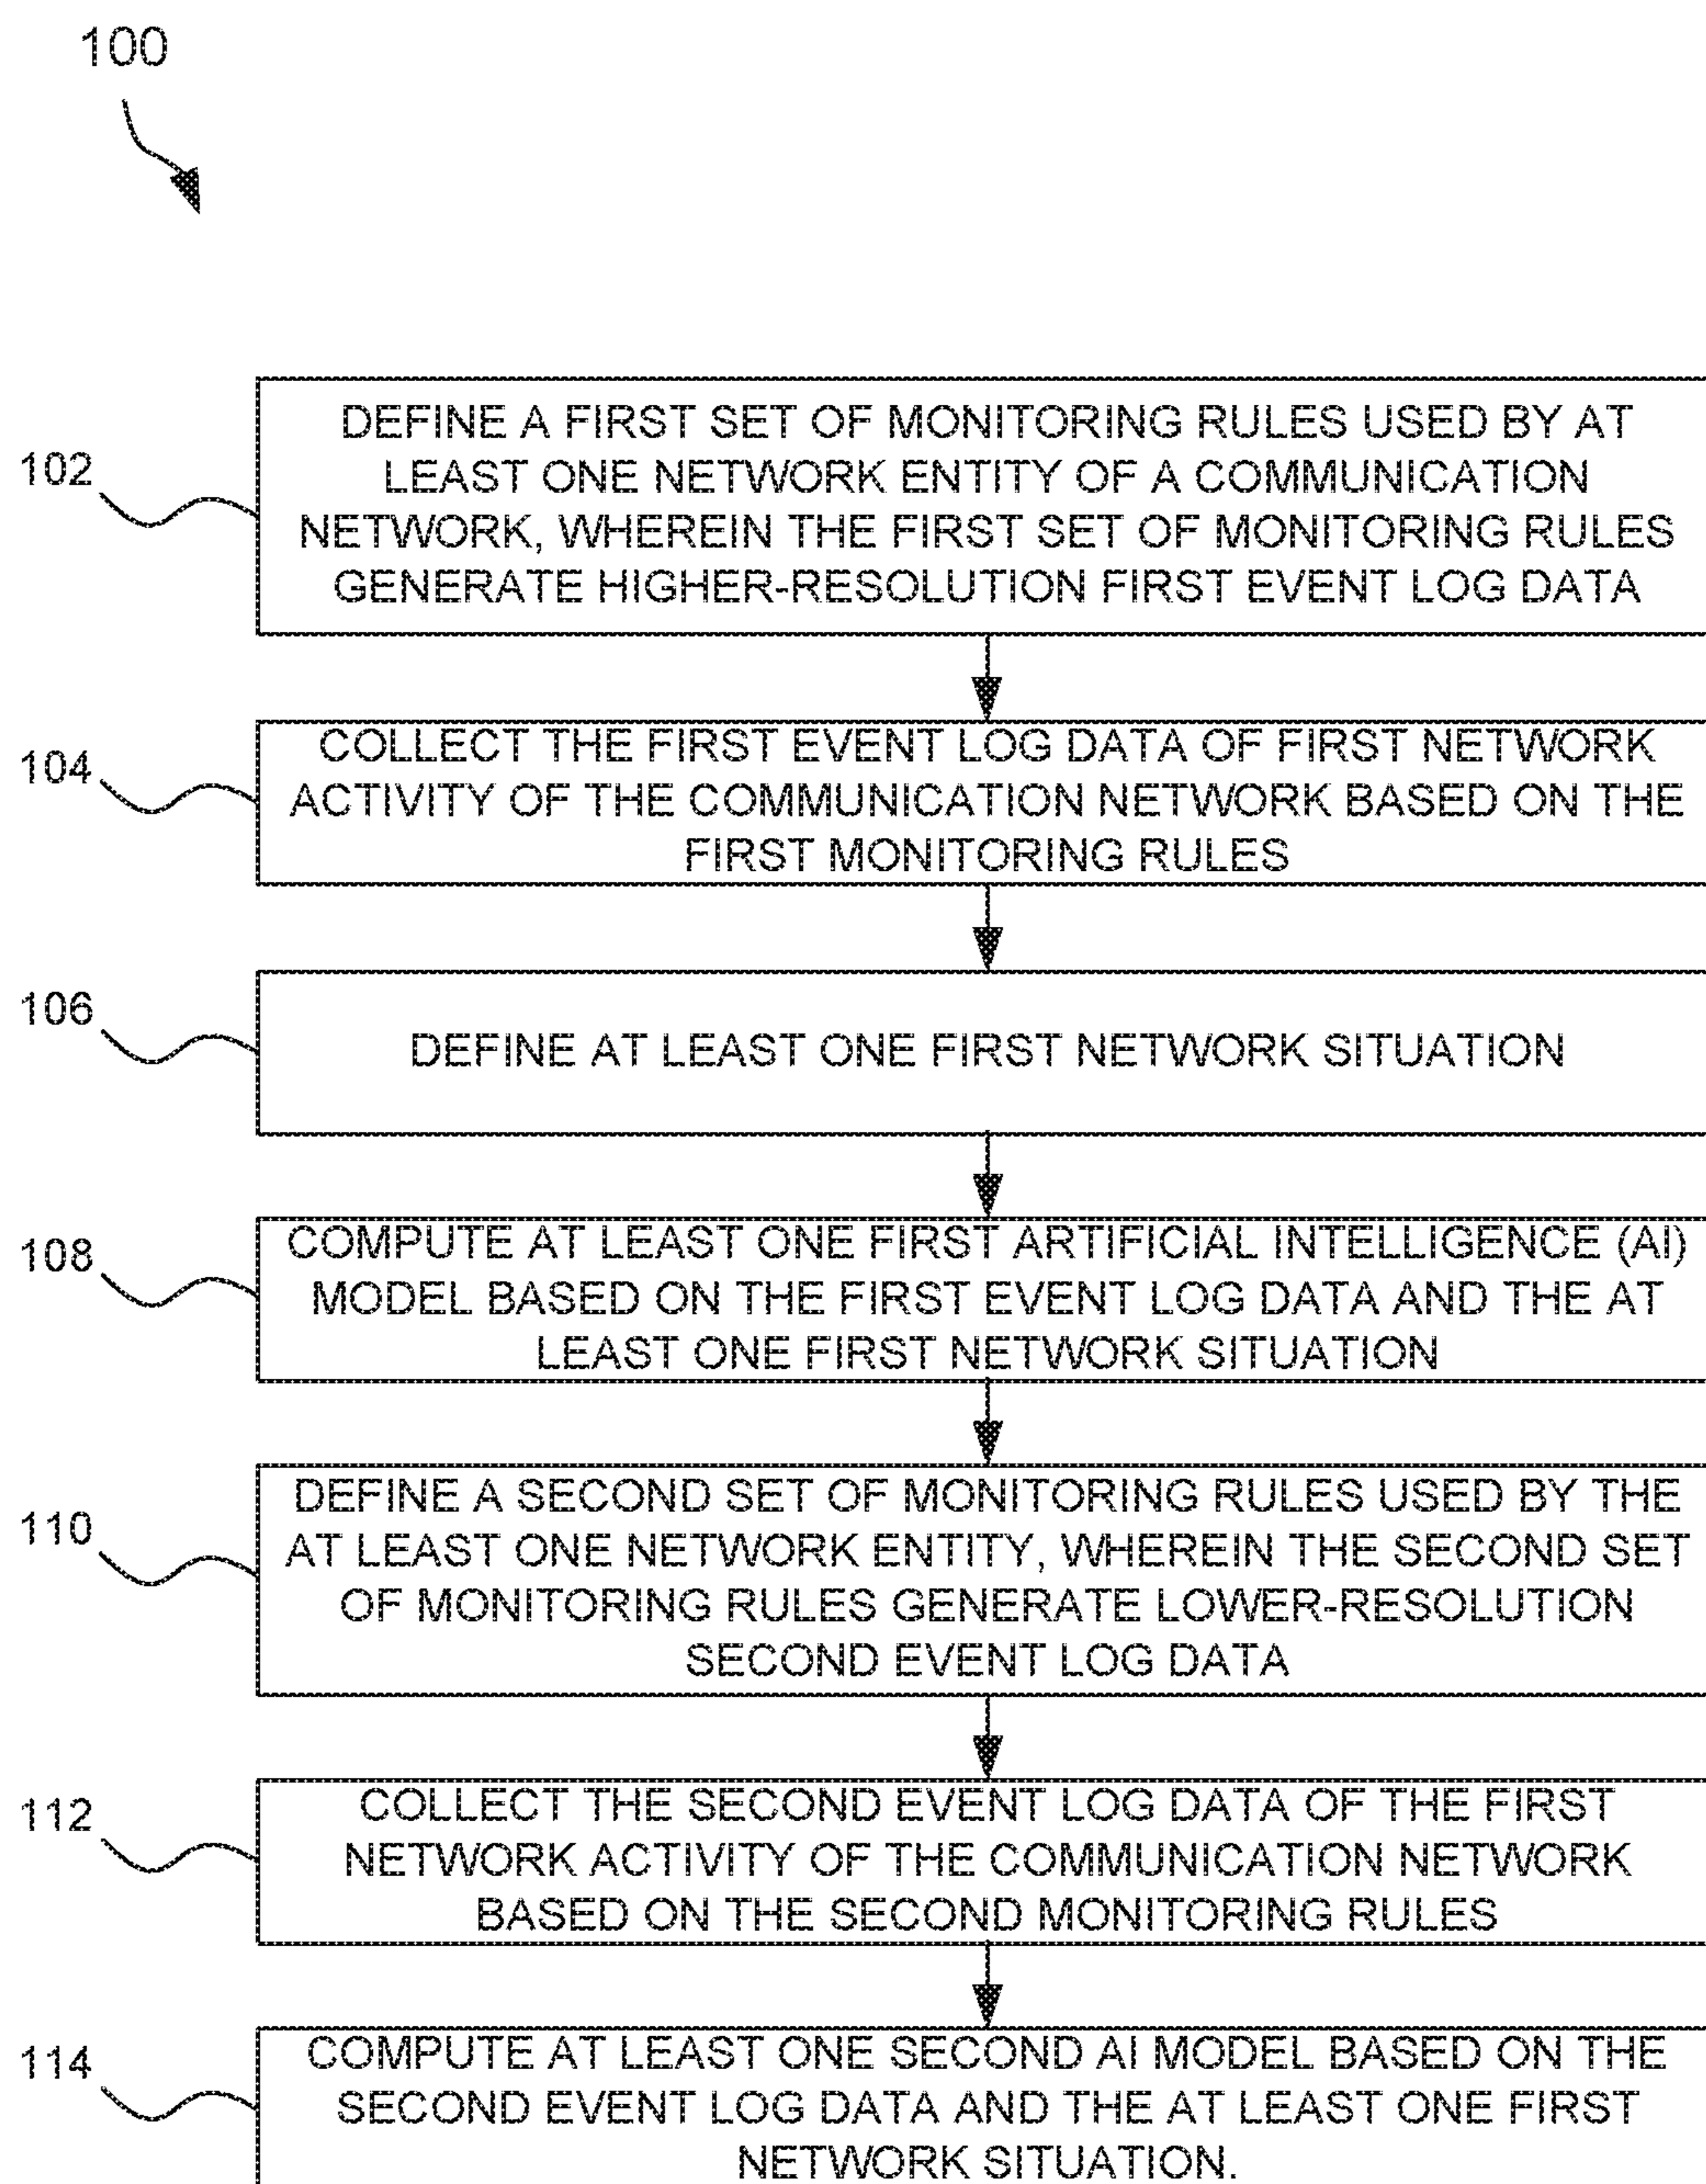 100
102
DEFINE A FIRST SET OF MONITORING RULES USED BY AT
LEAST ONE NETWORK ENTITY OF A COMMUNICATION
NETWORK, WHEREIN THE FIRST SET OF MONITORING RULES
GENERATE HIGHER-RESOLUTION FIRST EVENT LOG DATA
104
COLLECT THE FIRST EVENT LOG DATA OF FIRST NETWORK
ACTIVITY OF THE COMMUNICATION NETWORK BASED ON THE
FIRST MONITORING RULES
106
DEFINE AT LEAST ONE FIRST NETWORK SITUATION
108
COMPUTE AT LEAST ONE FIRST ARTIFICIAL INTELLIGENCE (AI)
MODEL BASED ON THE FIRST EVENT LOG DATA AND THE AT
LEAST ONE FIRST NETWORK SITUATION
110
DEFINE A SECOND SET OF MONITORING RULES USED BY THE
AT LEAST ONE NETWORK ENTITY, WHEREIN THE SECOND SET
OF MONITORING RULES GENERATE LOWER-RESOLUTION
SECOND EVENT LOG DATA
112
COLLECT THE SECOND EVENT LOG DATA OF THE FIRST
NETWORK ACTIVITY OF THE COMMUNICATION NETWORK
BASED ON THE SECOND MONITORING RULES
114
COMPUTE AT LEAST ONE SECOND AI MODEL BASED ON THE
SECOND EVENT LOG DATA AND THE AT LEAST ONE FIRST
NETWORK SITUATION.